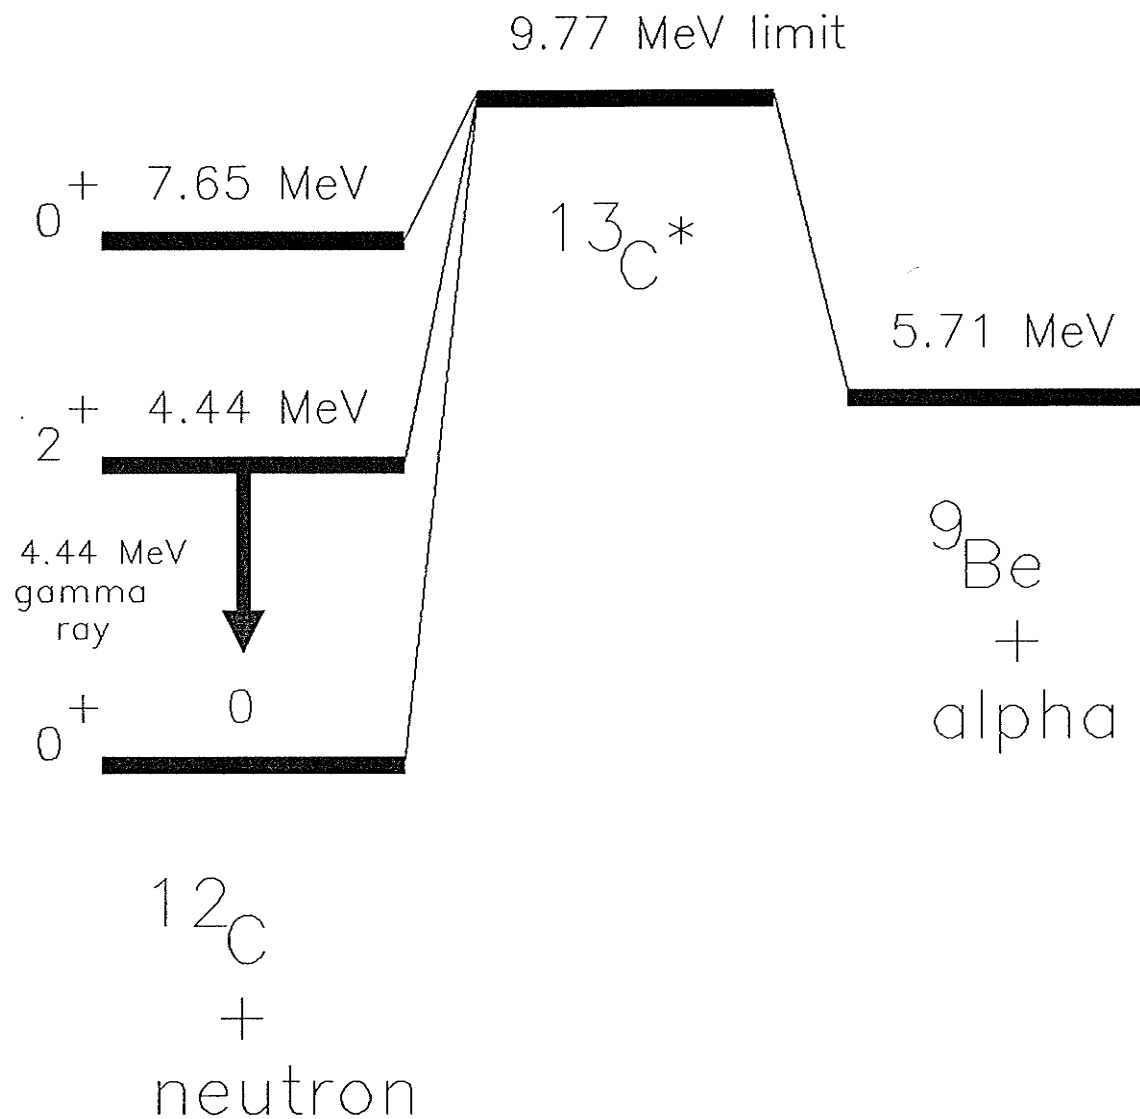 9.77 MeV limit
0⁺ 7.65 MeV
¹³C*
5.71 MeV
2⁺ 4.44 MeV
4.44 MeV
gamma
ray
0⁺ 0
⁹Be
+
alpha
¹²C
+
neutron